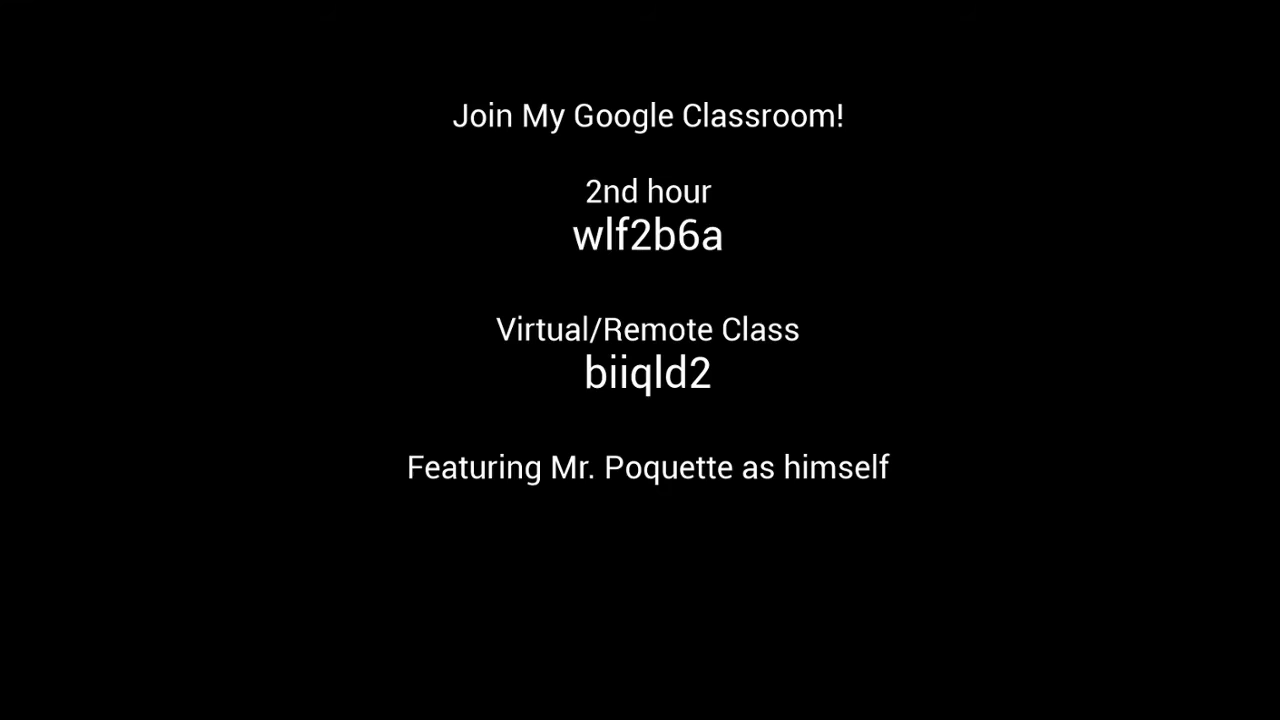 Join My Google Classroom!
2nd hour
wlf2b6a
Virtual/Remote Class
biiqld2
Featuring Mr. Poquette as himself